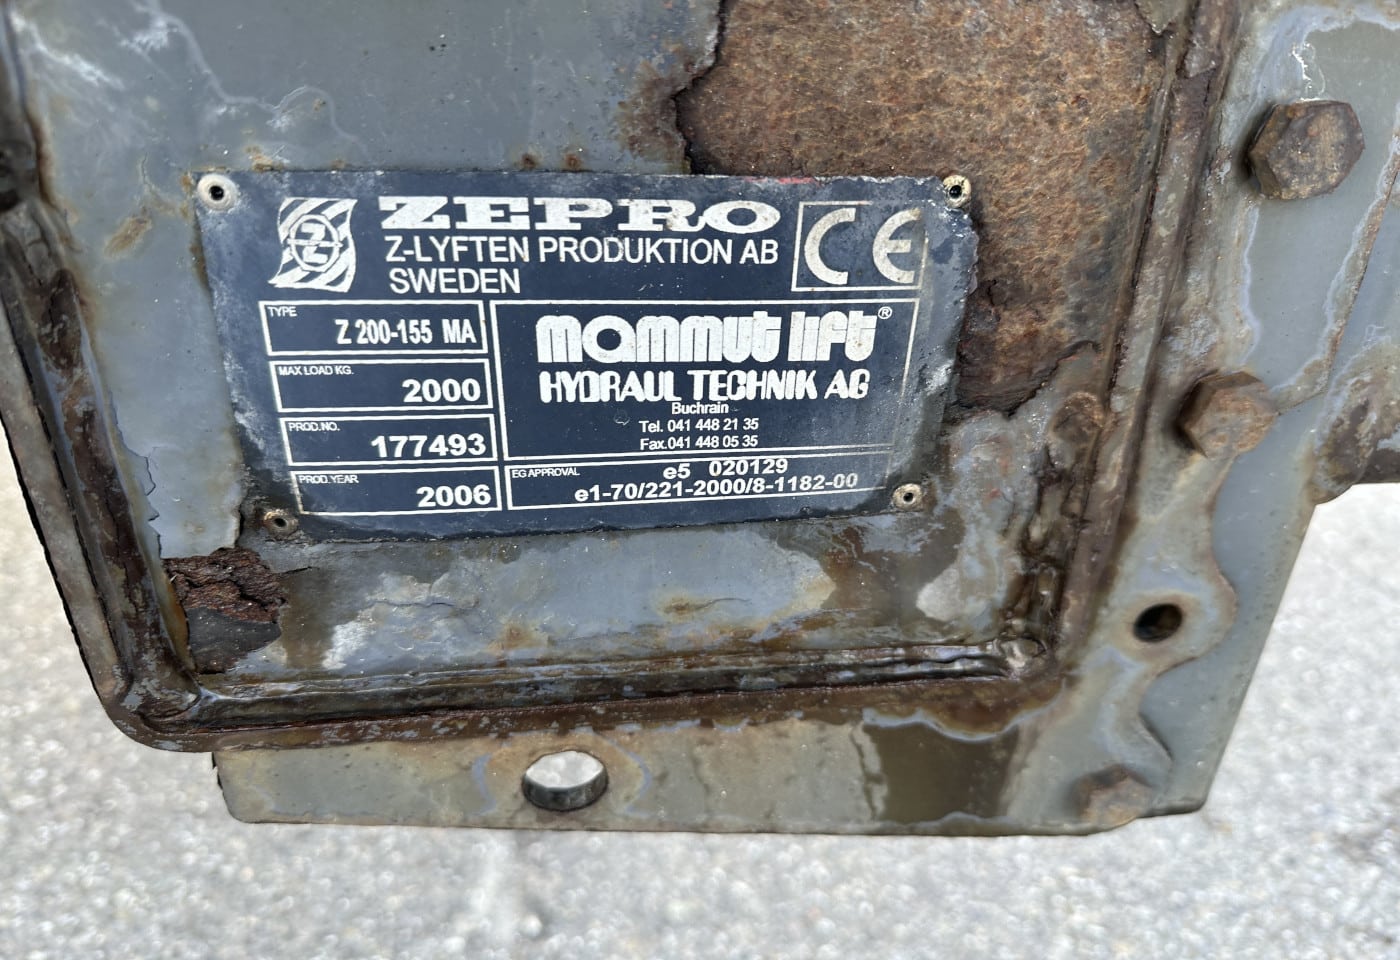 ZEPRO
Z-LYFTEN PRODUKTION AB
SWEDEN
CE
TYPE
Z 200-155 MA
MAX LOAD KG.
2000
PROD.NO.
177493
PROD.YEAR
2006
mammut lift®
HYDRAUL TECHNIK AG
Buchrain
Tel. 041 448 21 35
Fax.041 448 05 35
EG APPROVAL
e5 020129
e1-70/221-2000/8-1182-00